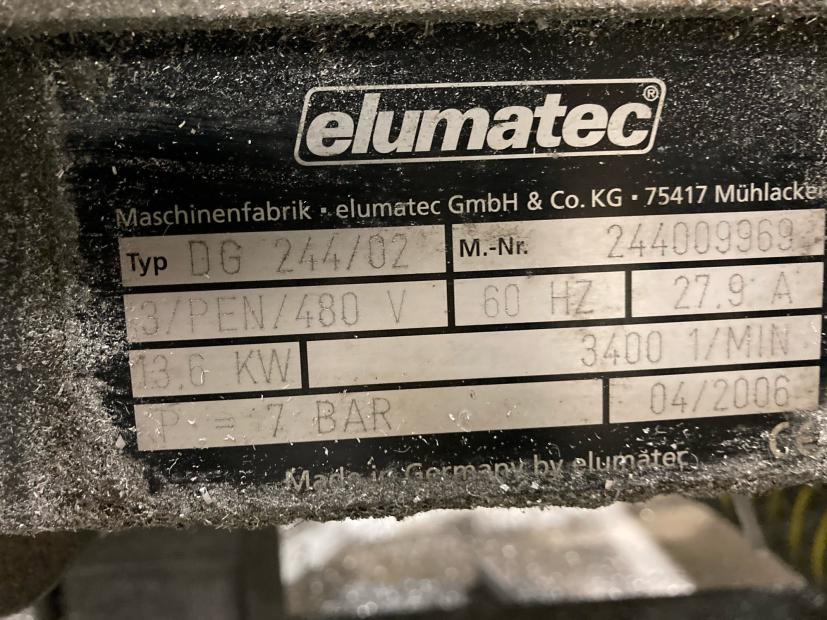 elumatec®
Maschinenfabrik · elumatec GmbH & Co. KG · 75417 Mühlacker
Typ DG 244/02 M.-Nr. 244009969
3/PEN/480 V 60 HZ 27.9 A
13.6 KW 3400 1/MIN
P = 7 BAR 04/2006
CE
Made in Germany by elumatec